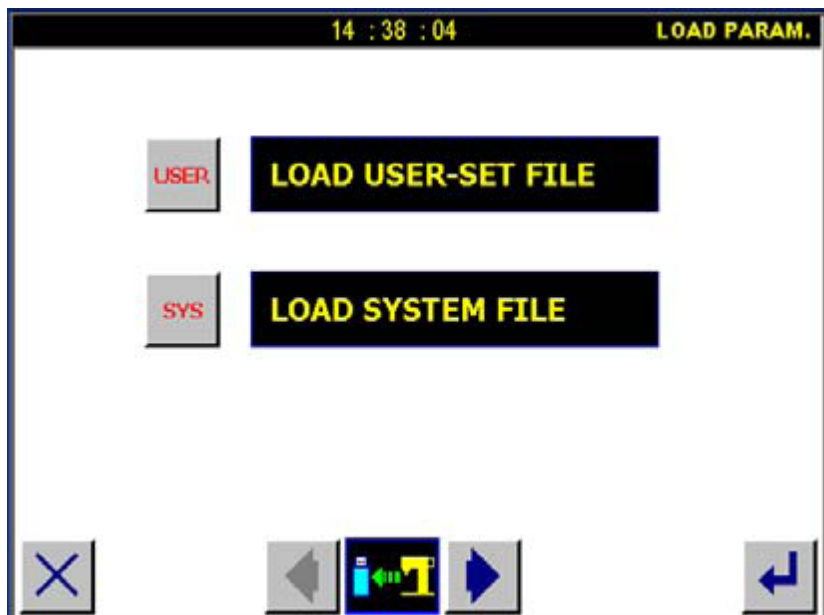 14 : 38 : 04 LOAD PARAM.
USER LOAD USER-SET FILE
SYS LOAD SYSTEM FILE